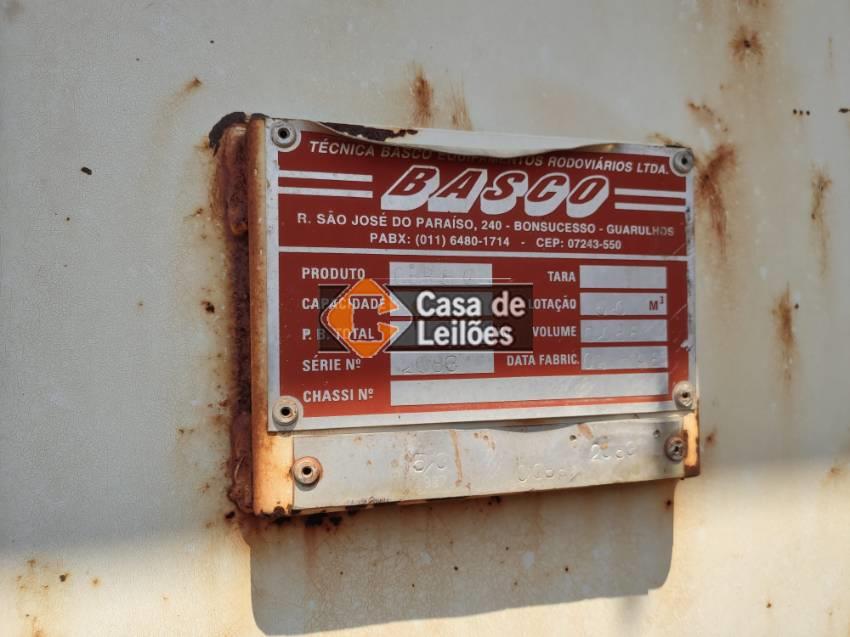 TÉCNICA BASCO EQUIPAMENTOS RODOVIÁRIOS LTDA.
BASCO
R. SÃO JOSÉ DO PARAÍSO, 240 - BONSUCESSO - GUARULHOS
PABX: (011) 6480-1714 - CEP: 07243-550
PRODUTO TARA
CAPACIDADE LOTAÇÃO M³
P. B. TOTAL VOLUME
Casa de
Leilões
SÉRIE Nº DATA FABRIC.
CHASSI Nº